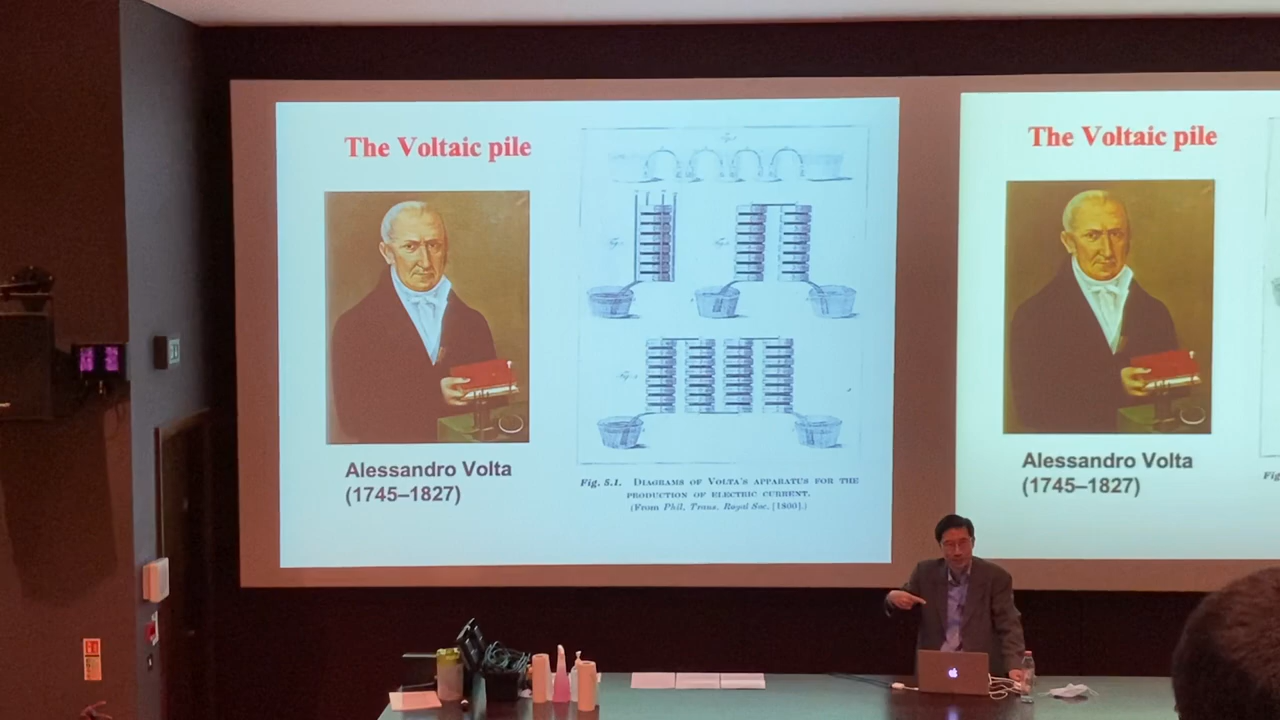 The Voltaic pile
Alessandro Volta
(1745–1827)
Fig. 5.1. DIAGRAMS OF VOLTA'S APPARATUS FOR THE
PRODUCTION OF ELECTRIC CURRENT.
(From Phil. Trans. Royal Soc. [1800].)
The Voltaic pile
Alessandro Volta
(1745–1827)
Fig